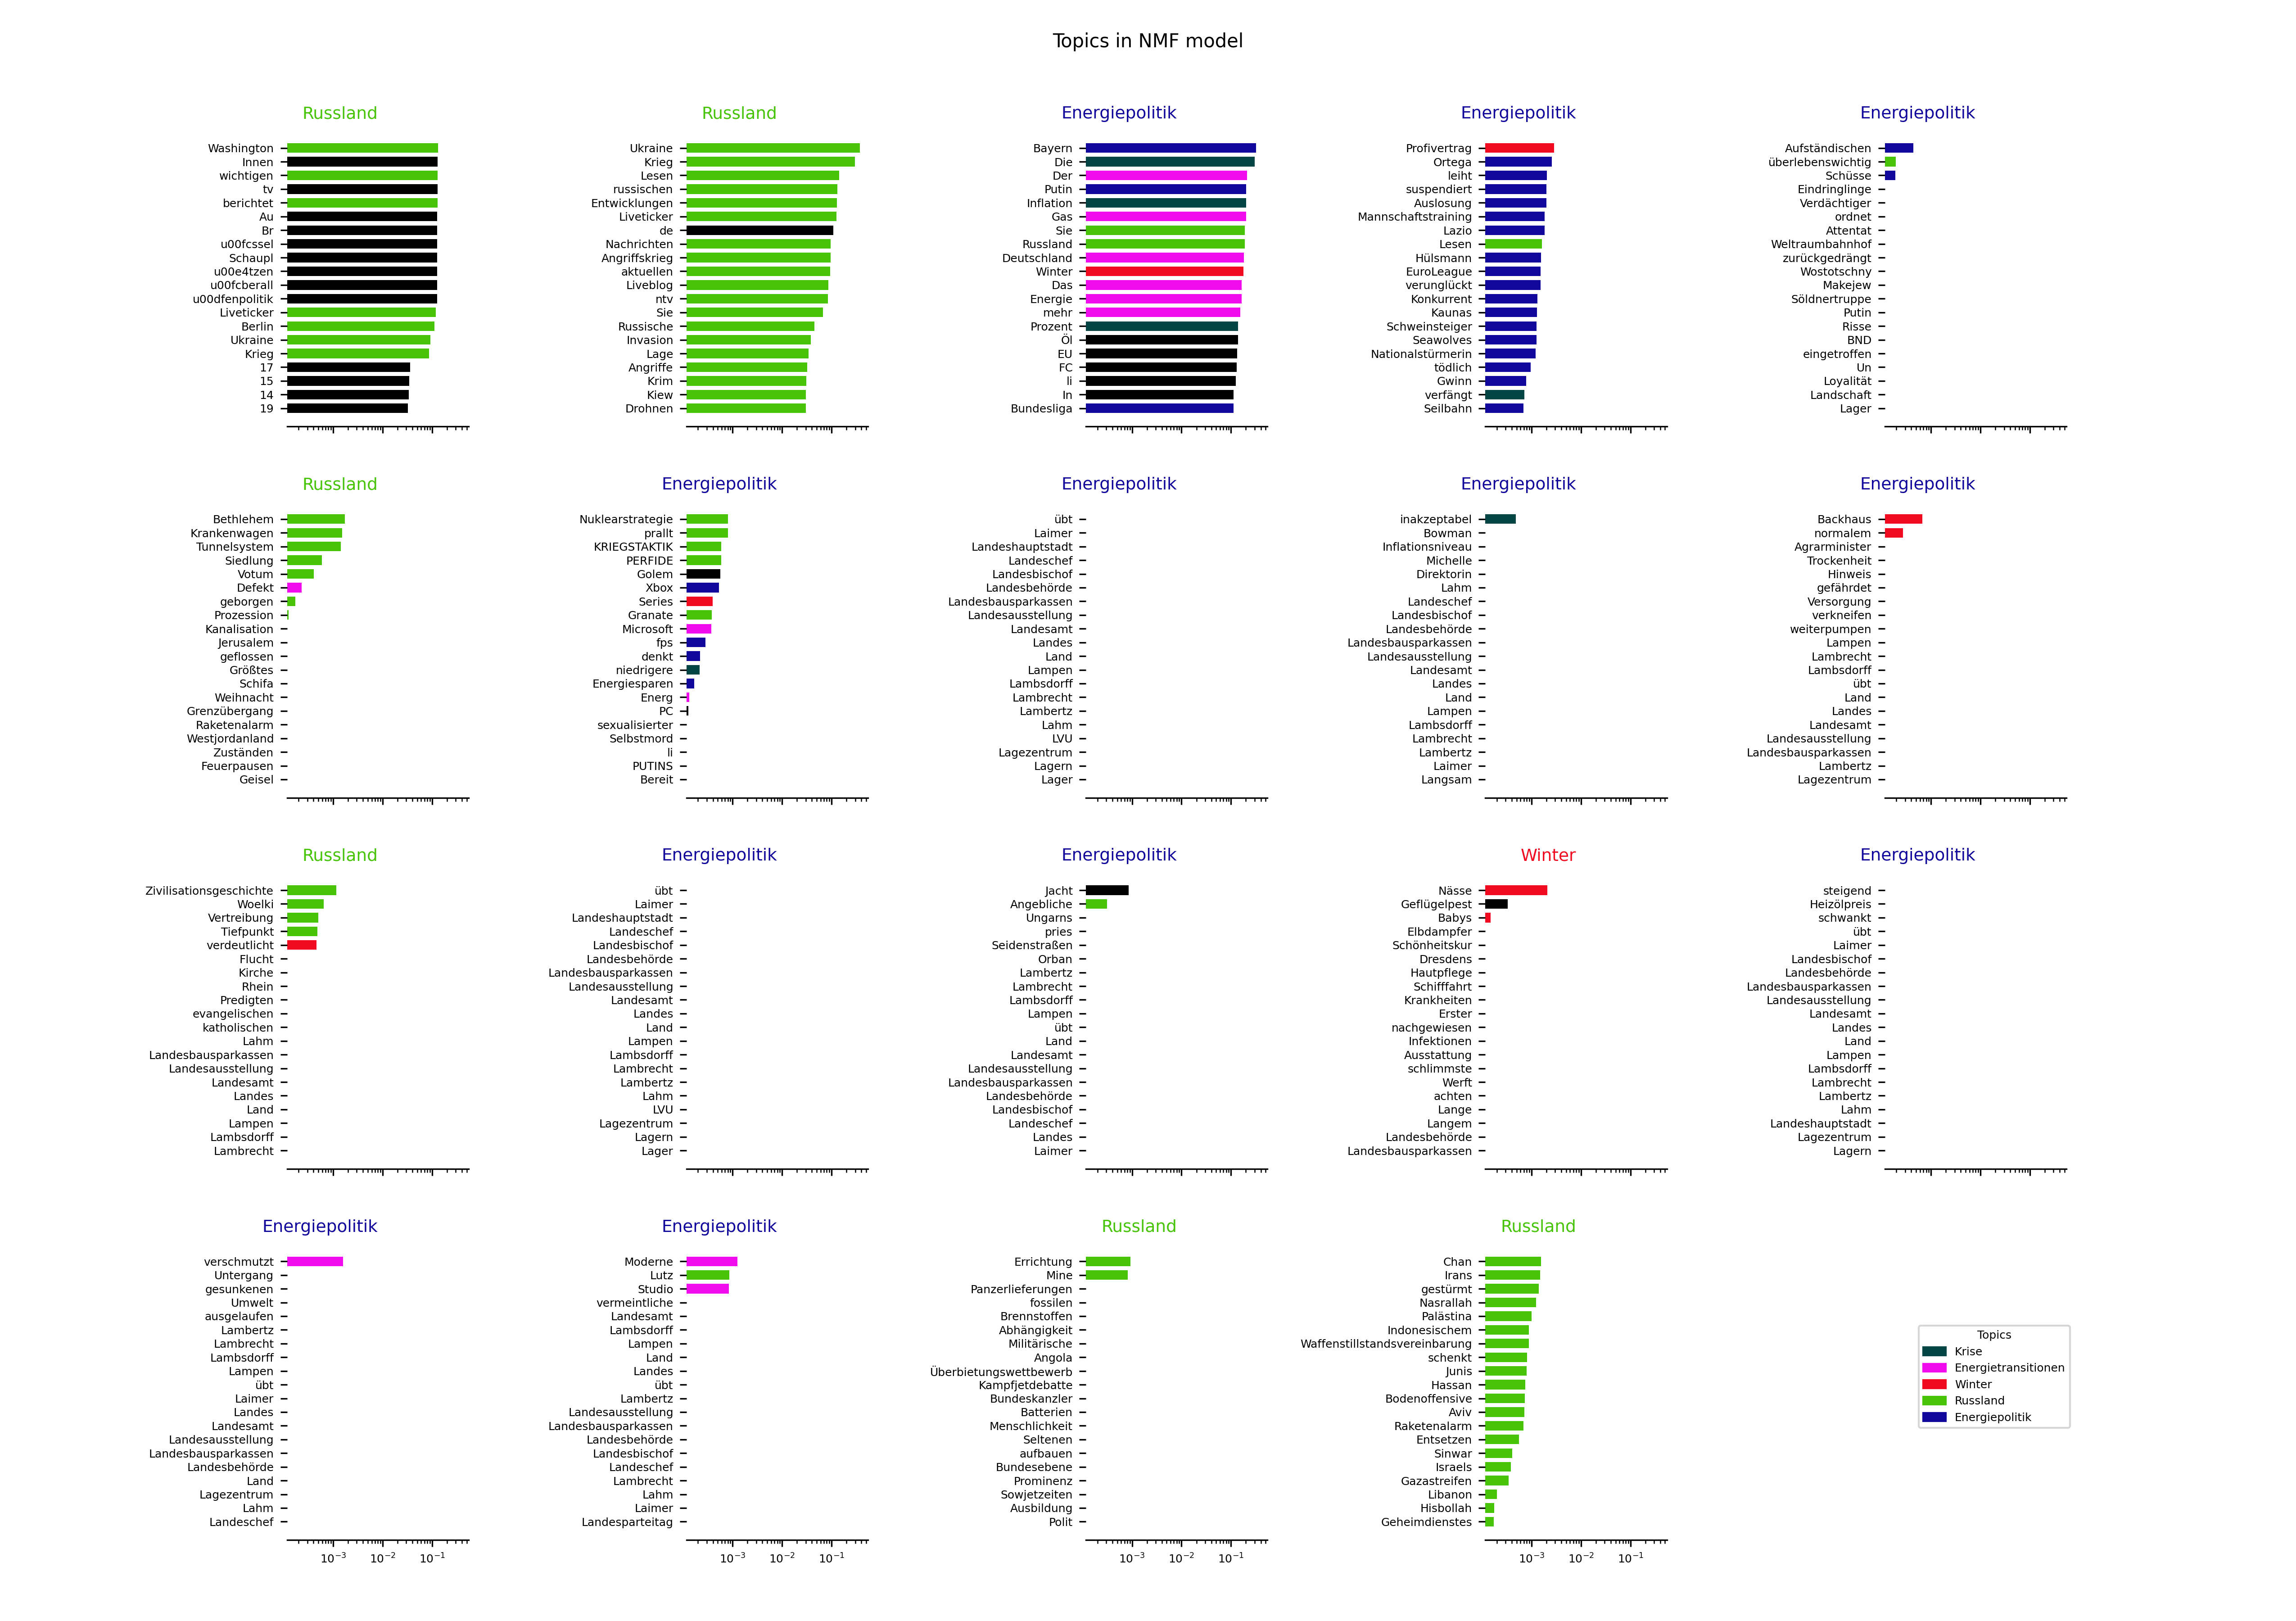 Topics in NMF model
Russland
Washington
Innen
wichtigen
tv
berichtet
Au
Br
u00fcssel
Schaupl
u00e4tzen
u00fcberall
u00dfenpolitik
Liveticker
Berlin
Ukraine
Krieg
17
15
14
19
Russland
Ukraine
Krieg
Lesen
russischen
Entwicklungen
Liveticker
de
Nachrichten
Angriffskrieg
aktuellen
Liveblog
ntv
Sie
Russische
Invasion
Lage
Angriffe
Krim
Kiew
Drohnen
Energiepolitik
Bayern
Die
Der
Putin
Inflation
Gas
Sie
Russland
Deutschland
Winter
Das
Energie
mehr
Prozent
Öl
EU
FC
li
In
Bundesliga
Energiepolitik
Profivertrag
Ortega
leiht
suspendiert
Auslosung
Mannschaftstraining
Lazio
Lesen
Hülsmann
EuroLeague
verunglückt
Konkurrent
Kaunas
Schweinsteiger
Seawolves
Nationalstürmerin
tödlich
Gwinn
verfängt
Seilbahn
Energiepolitik
Aufständischen
überlebenswichtig
Schüsse
Eindringlinge
Verdächtiger
ordnet
Attentat
Weltraumbahnhof
zurückgedrängt
Wostotschny
Makejew
Söldnertruppe
Putin
Risse
BND
eingetroffen
Un
Loyalität
Landschaft
Lager
Russland
Bethlehem
Krankenwagen
Tunnelsystem
Siedlung
Votum
Defekt
geborgen
Prozession
Kanalisation
Jerusalem
geflossen
Größtes
Schifa
Weihnacht
Grenzübergang
Raketenalarm
Westjordanland
Zuständen
Feuerpausen
Geisel
Energiepolitik
Nuklearstrategie
prallt
KRIEGSTAKTIK
PERFIDE
Golem
Xbox
Series
Granate
Microsoft
fps
denkt
niedrigere
Energiesparen
Energ
PC
sexualisierter
Selbstmord
li
PUTINS
Bereit
Energiepolitik
übt
Laimer
Landeshauptstadt
Landeschef
Landesbischof
Landesbehörde
Landesbausparkassen
Landesausstellung
Landesamt
Landes
Land
Lampen
Lambsdorff
Lambrecht
Lambertz
Lahm
LVU
Lagezentrum
Lagern
Lager
Energiepolitik
inakzeptabel
Bowman
Inflationsniveau
Michelle
Direktorin
Lahm
Landeschef
Landesbischof
Landesbehörde
Landesbausparkassen
Landesausstellung
Landesamt
Landes
Land
Lampen
Lambsdorff
Lambrecht
Lambertz
Laimer
Langsam
Energiepolitik
Backhaus
normalem
Agrarminister
Trockenheit
Hinweis
gefährdet
Versorgung
verkneifen
weiterpumpen
Lampen
Lambrecht
Lambsdorff
übt
Land
Landes
Landesamt
Landesausstellung
Landesbausparkassen
Lambertz
Lagezentrum
Russland
Zivilisationsgeschichte
Woelki
Vertreibung
Tiefpunkt
verdeutlicht
Flucht
Kirche
Rhein
Predigten
evangelischen
katholischen
Lahm
Landesbausparkassen
Landesausstellung
Landesamt
Landes
Land
Lampen
Lambsdorff
Lambrecht
Energiepolitik
übt
Laimer
Landeshauptstadt
Landeschef
Landesbischof
Landesbehörde
Landesbausparkassen
Landesausstellung
Landesamt
Landes
Land
Lampen
Lambsdorff
Lambrecht
Lambertz
Lahm
LVU
Lagezentrum
Lagern
Lager
Energiepolitik
Jacht
Angebliche
Ungarns
pries
Seidenstraßen
Orban
Lambertz
Lambrecht
Lambsdorff
Lampen
übt
Land
Landesamt
Landesausstellung
Landesbausparkassen
Landesbehörde
Landesbischof
Landeschef
Landes
Laimer
Winter
Nässe
Geflügelpest
Babys
Elbdampfer
Schönheitskur
Dresdens
Hautpflege
Schifffahrt
Krankheiten
Erster
nachgewiesen
Infektionen
Ausstattung
schlimmste
Werft
achten
Lange
Langem
Landesbehörde
Landesbausparkassen
Energiepolitik
steigend
Heizölpreis
schwankt
übt
Laimer
Landesbischof
Landesbehörde
Landesbausparkassen
Landesausstellung
Landesamt
Landes
Land
Lampen
Lambsdorff
Lambrecht
Lambertz
Lahm
Landeshauptstadt
Lagezentrum
Lagern
Energiepolitik
verschmutzt
Untergang
gesunkenen
Umwelt
ausgelaufen
Lambertz
Lambrecht
Lambsdorff
Lampen
übt
Laimer
Landes
Landesamt
Landesausstellung
Landesbausparkassen
Landesbehörde
Land
Lagezentrum
Lahm
Landeschef
10⁻³ 10⁻² 10⁻¹
Energiepolitik
Moderne
Lutz
Studio
vermeintliche
Landesamt
Lambsdorff
Lampen
Land
Landes
übt
Lambertz
Landesausstellung
Landesbausparkassen
Landesbehörde
Landesbischof
Landeschef
Lambrecht
Lahm
Laimer
Landesparteitag
10⁻³ 10⁻² 10⁻¹
Russland
Errichtung
Mine
Panzerlieferungen
fossilen
Brennstoffen
Abhängigkeit
Militärische
Angola
Überbietungswettbewerb
Kampfjetdebatte
Bundeskanzler
Batterien
Menschlichkeit
Seltenen
aufbauen
Bundesebene
Prominenz
Sowjetzeiten
Ausbildung
Polit
10⁻³ 10⁻² 10⁻¹
Russland
Chan
Irans
gestürmt
Nasrallah
Palästina
Indonesischem
Waffenstillstandsvereinbarung
schenkt
Junis
Hassan
Bodenoffensive
Aviv
Raketenalarm
Entsetzen
Sinwar
Israels
Gazastreifen
Libanon
Hisbollah
Geheimdienstes
10⁻³ 10⁻² 10⁻¹
Topics
Krise
Energietransitionen
Winter
Russland
Energiepolitik